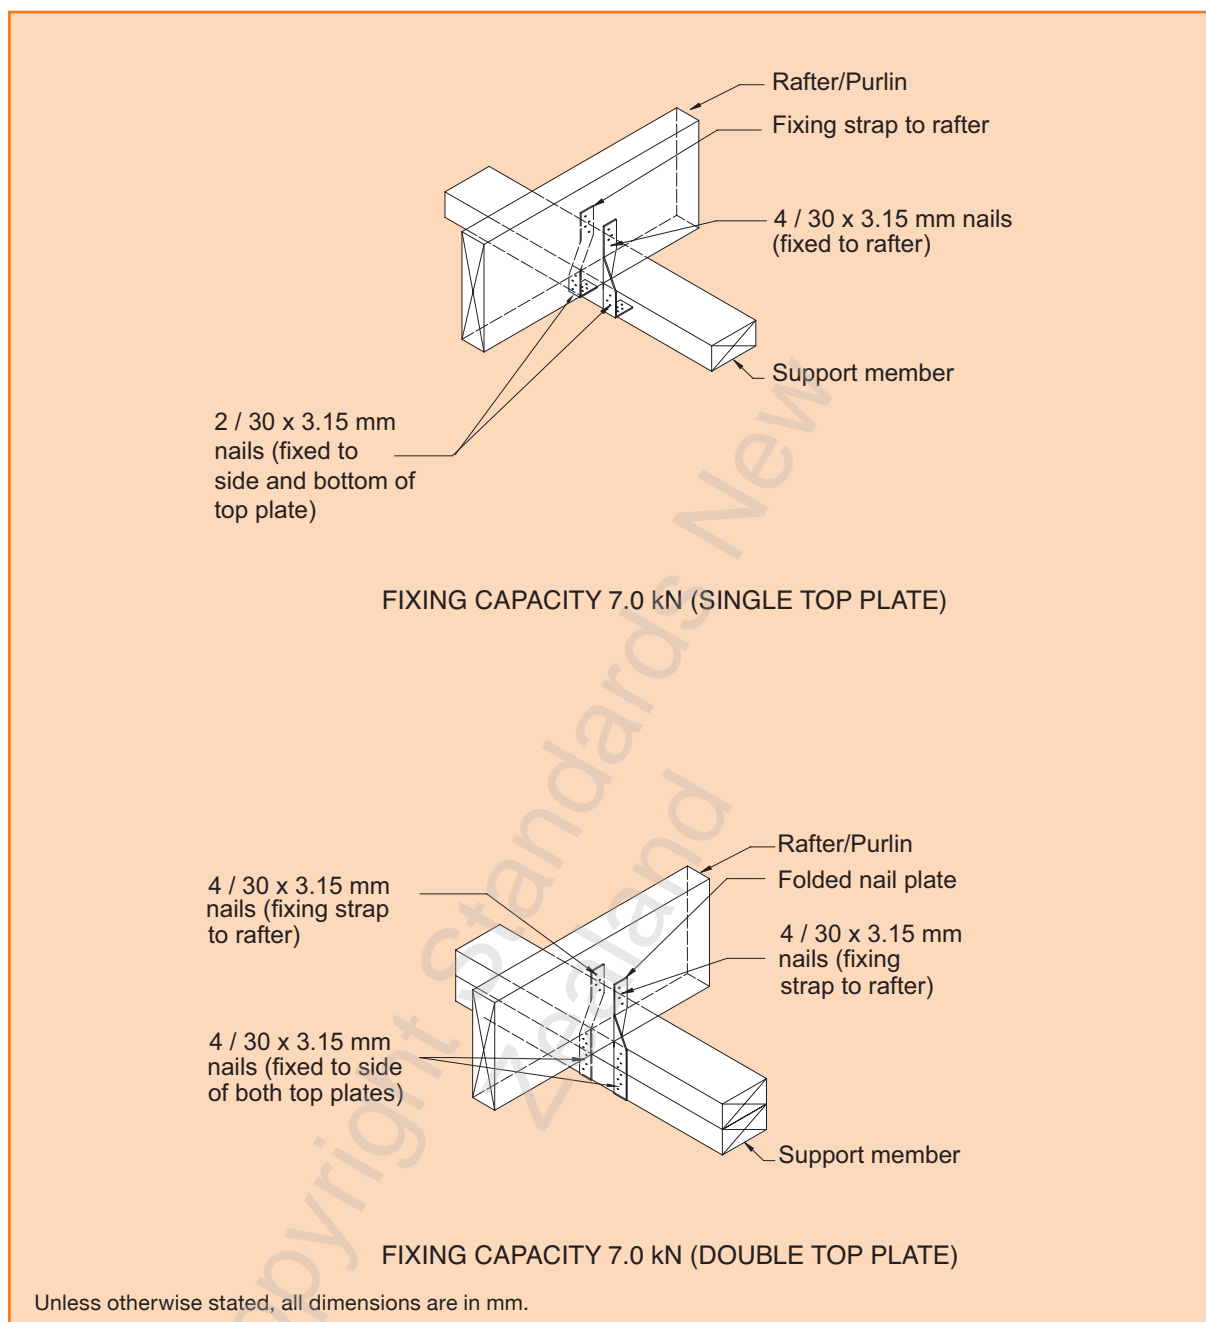 Rafter/Purlin
Fixing strap to rafter
4 / 30 x 3.15 mm nails
(fixed to rafter)
Support member
2 / 30 x 3.15 mm
nails (fixed to
side and bottom of
top plate)
FIXING CAPACITY 7.0 kN (SINGLE TOP PLATE)
Rafter/Purlin
Folded nail plate
4 / 30 x 3.15 mm
nails (fixing strap
to rafter)
4 / 30 x 3.15 mm
nails (fixing
strap to rafter)
4 / 30 x 3.15 mm
nails (fixed to side
of both top plates)
Support member
FIXING CAPACITY 7.0 kN (DOUBLE TOP PLATE)
Unless otherwise stated, all dimensions are in mm.
opyright Standards New
Zealand